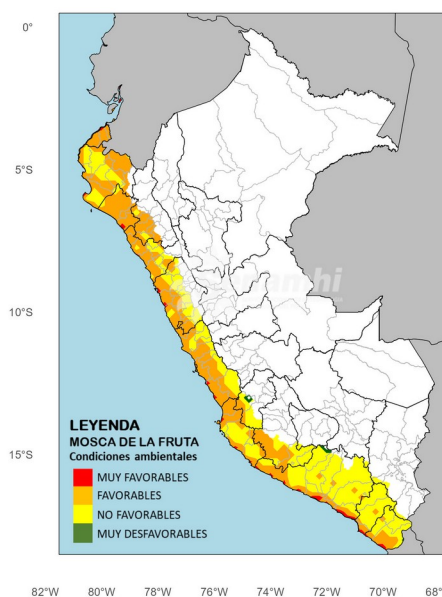 0°
5°S
10°S
15°S
senamhi
LEYENDA
MOSCA DE LA FRUTA
Condiciones ambientales
MUY FAVORABLES
FAVORABLES
NO FAVORABLES
MUY DESFAVORABLES
82°W 80°W 78°W 76°W 74°W 72°W 70°W 68°